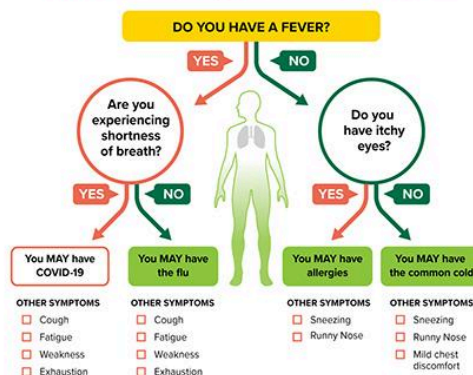 DO YOU HAVE A FEVER?
YES
NO
Are you
experiencing
shortness
of breath?
Do you
have itchy
eyes?
YES
NO
YES
NO
You MAY have
COVID-19
You MAY have
the flu
You MAY have
allergies
You MAY have
the common cold
OTHER SYMPTOMS
Cough
Fatigue
Weakness
Exhaustion
OTHER SYMPTOMS
Cough
Fatigue
Weakness
Exhaustion
OTHER SYMPTOMS
Sneezing
Runny Nose
OTHER SYMPTOMS
Sneezing
Runny Nose
Mild chest
discomfort